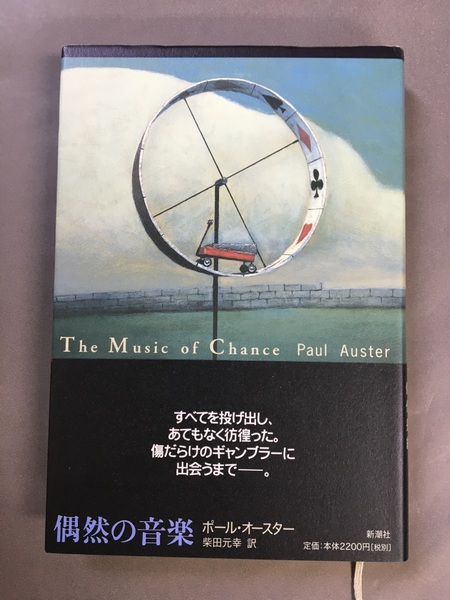 The Music of Chance Paul Auster
すべてを投げ出し、
あてもなく彷徨った。
傷だらけのギャンブラーに
出会うまで——。
偶然の音楽 ポール・オースター
柴田元幸 訳
新潮社
定価:本体2200円[税別]